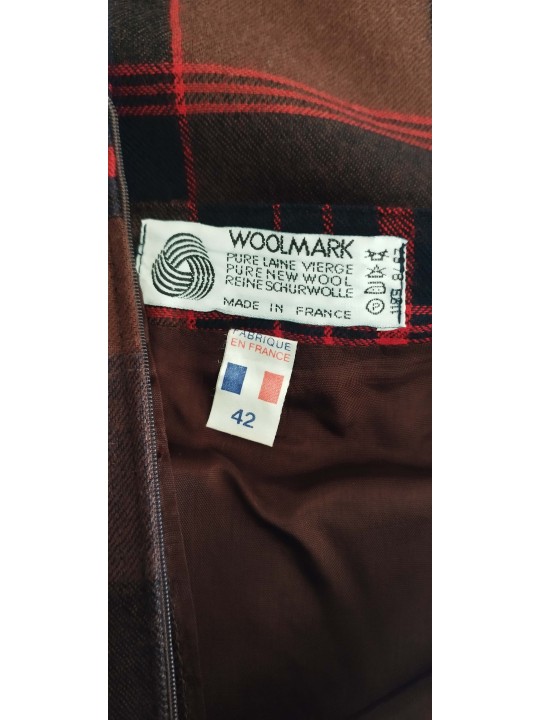 WOOLMARK
PURE LAINE VIERGE
PURE NEW WOOL
REINE SCHURWOLLE
MADE IN FRANCE
P
FABRIQUE
EN FRANCE
42